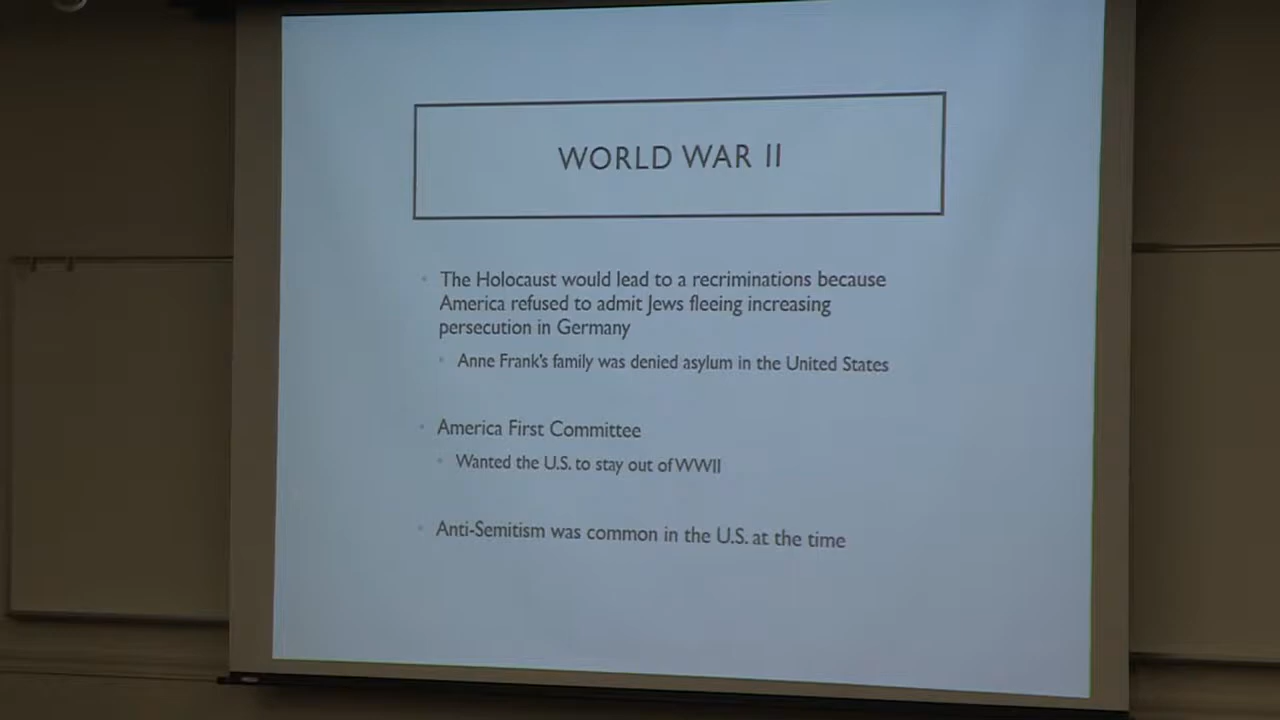 WORLD WAR II
The Holocaust would lead to a recriminations because
America refused to admit Jews fleeing increasing
persecution in Germany
Anne Frank's family was denied asylum in the United States
America First Committee
Wanted the U.S. to stay out of WWII
Anti-Semitism was common in the U.S. at the time